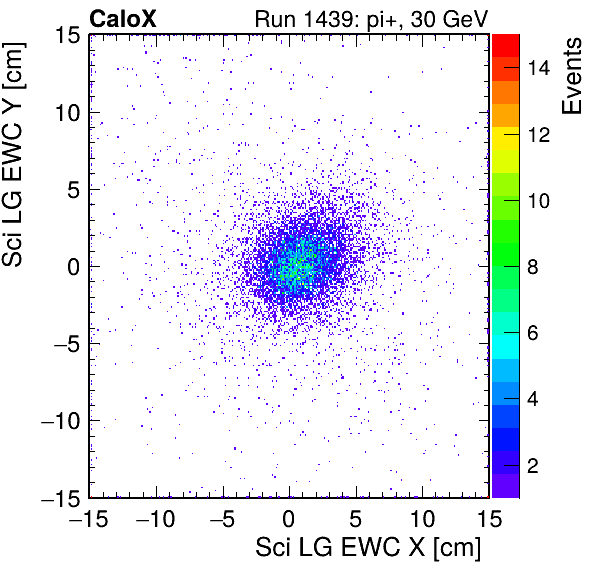 CaloX Run 1439: pi+, 30 GeV
Sci LG EWC Y [cm]
15
10
5
0
−5
−10
−15
−15 −10 −5 0 5 10 15
Sci LG EWC X [cm]
Events
14
12
10
8
6
4
2